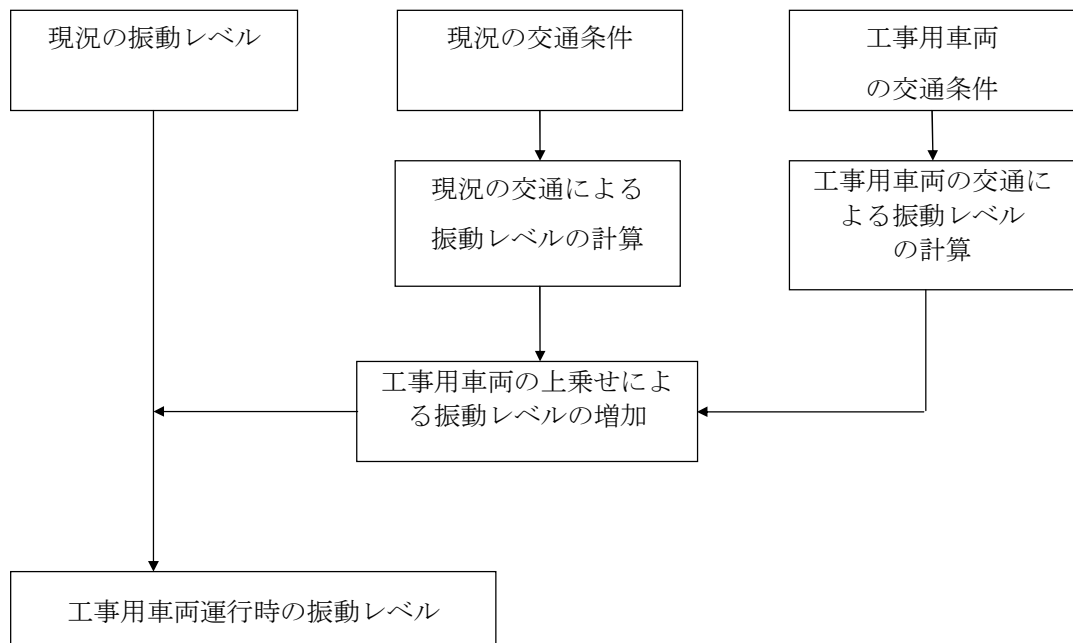 現況の振動レベル
現況の交通条件
工事用車両
の交通条件
現況の交通による
振動レベルの計算
工事用車両の交通に
よる振動レベル
の計算
工事用車両の上乗せによ
る振動レベルの増加
工事用車両運行時の振動レベル